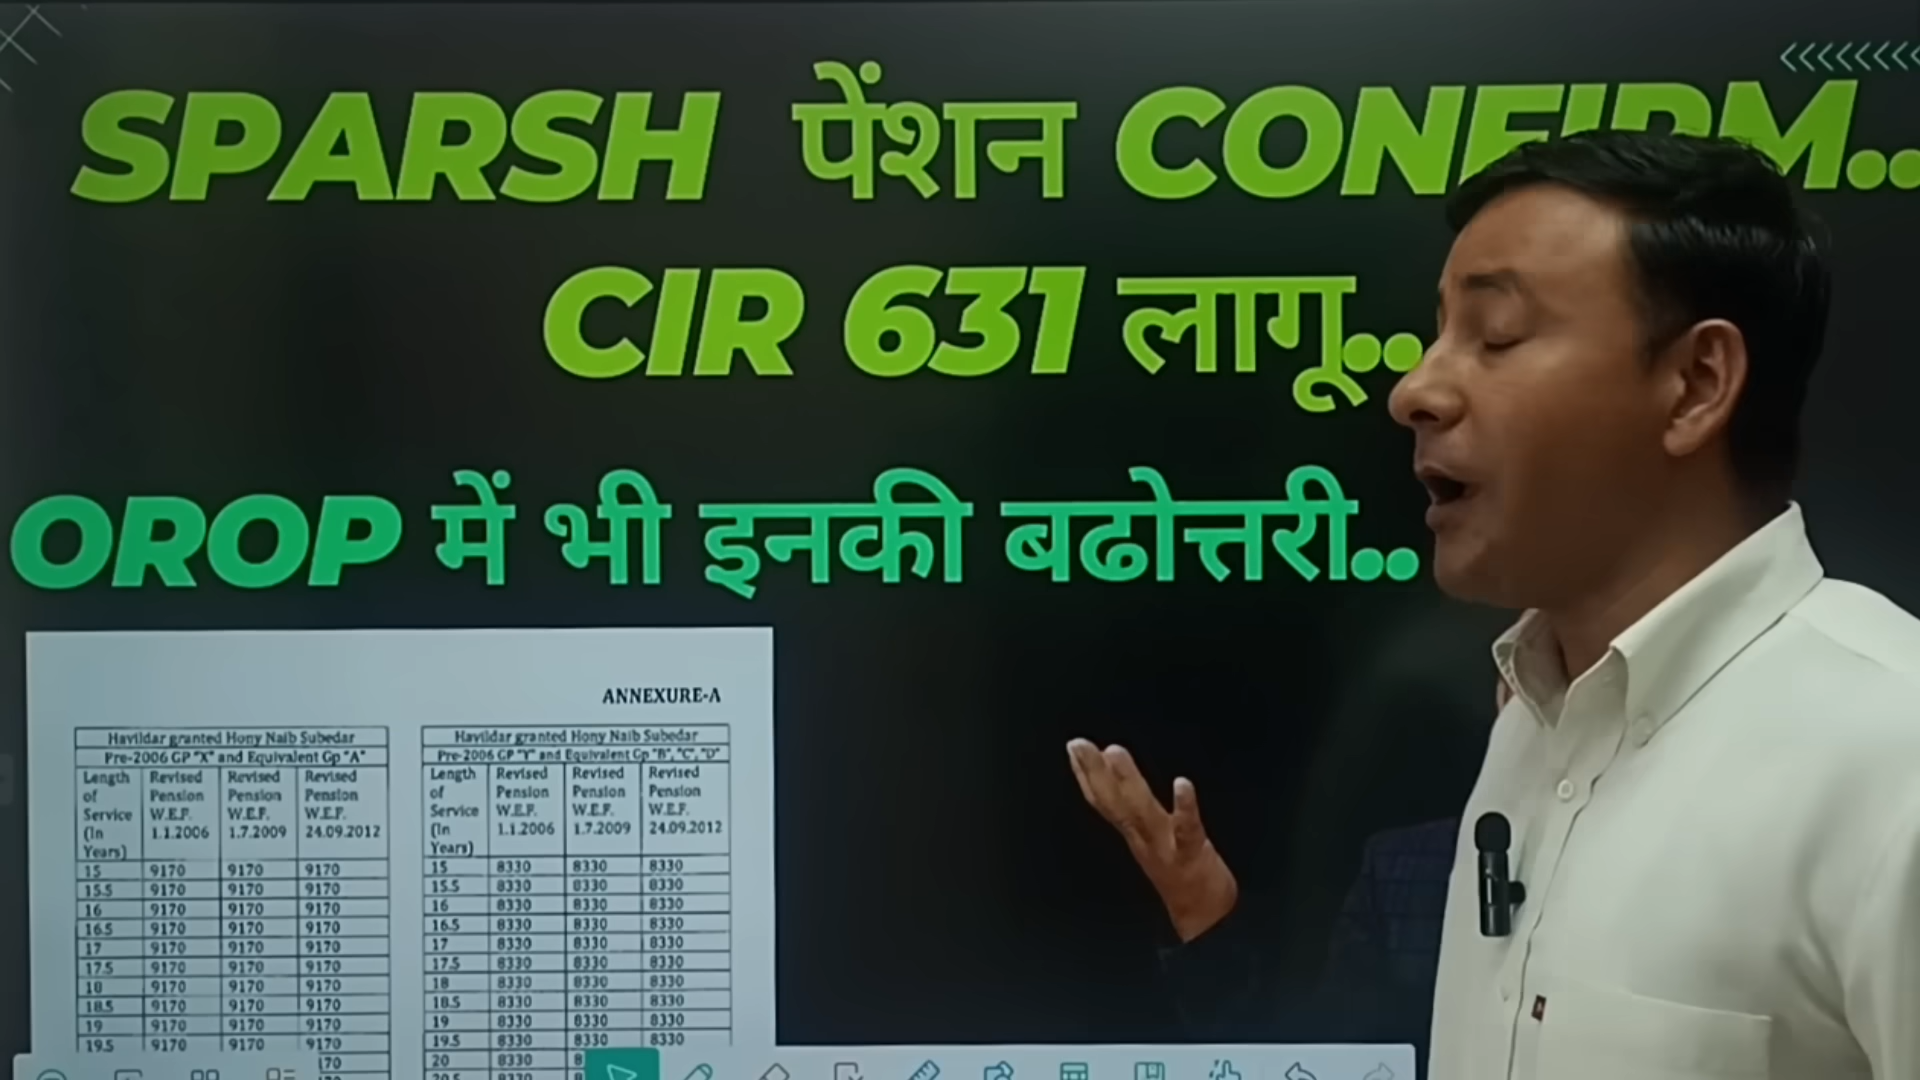 SPARSH पेंशन CONFIRM..
CIR 631 लागू..
OROP में भी इनकी बढोत्तरी..
ANNEXURE-A
Havildar granted Hony Naib Subedar
Pre-2006 GP "X" and Equivalent Gp "A"
Length of Service (In Years) Revised Pension W.E.F. 1.1.2006 Revised Pension W.E.F. 1.7.2009 Revised Pension W.E.F. 24.09.2012
15 9170 9170 9170
15.5 9170 9170 9170
16 9170 9170 9170
16.5 9170 9170 9170
17 9170 9170 9170
17.5 9170 9170 9170
18 9170 9170 9170
18.5 9170 9170 9170
19 9170 9170 9170
19.5 9170 9170 9170
Havildar granted Hony Naib Subedar
Pre-2006 GP "Y" and Equivalent Gp "B", "C", "D"
Length of Service (In Years) Revised Pension W.E.F. 1.1.2006 Revised Pension W.E.F. 1.7.2009 Revised Pension W.E.F. 24.09.2012
15 8330 8330 8330
15.5 8330 8330 8330
16 8330 8330 8330
16.5 8330 8330 8330
17 8330 8330 8330
17.5 8330 8330 8330
18 8330 8330 8330
18.5 8330 8330 8330
19 8330 8330 8330
19.5 8330 8330 8330
20 8330